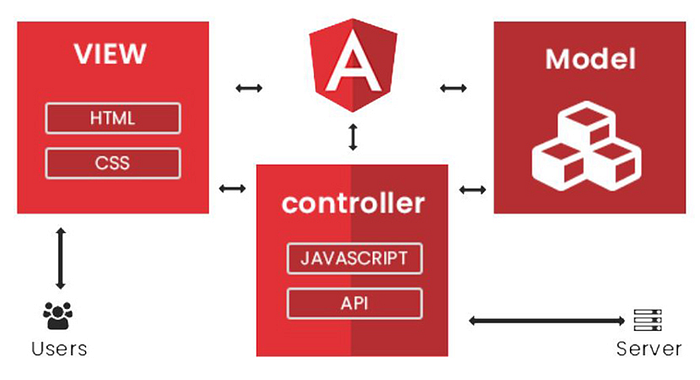 VIEW
HTML
CSS
A
Model
controller
JAVASCRIPT
API
Users
Server